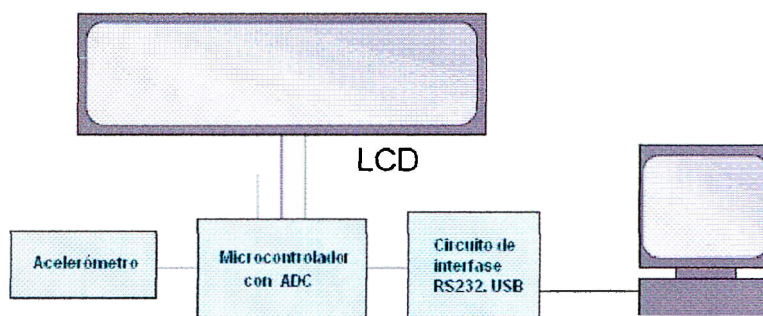 LCD
Acelerómetro
Microcontrolador
con ADC
Circuito de
interfase
RS232. USB